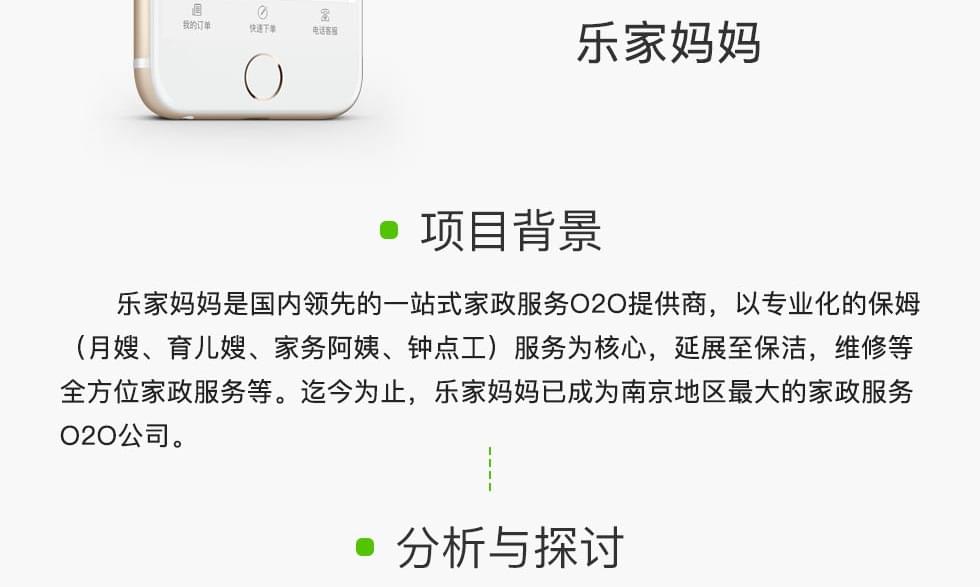 我的订单 快速下单 电话客服
乐家妈妈
项目背景
乐家妈妈是国内领先的一站式家政服务O2O提供商，以专业化的保姆
（月嫂、育儿嫂、家务阿姨、钟点工）服务为核心，延展至保洁，维修等
全方位家政服务等。迄今为止，乐家妈妈已成为南京地区最大的家政服务
O2O公司。
分析与探讨